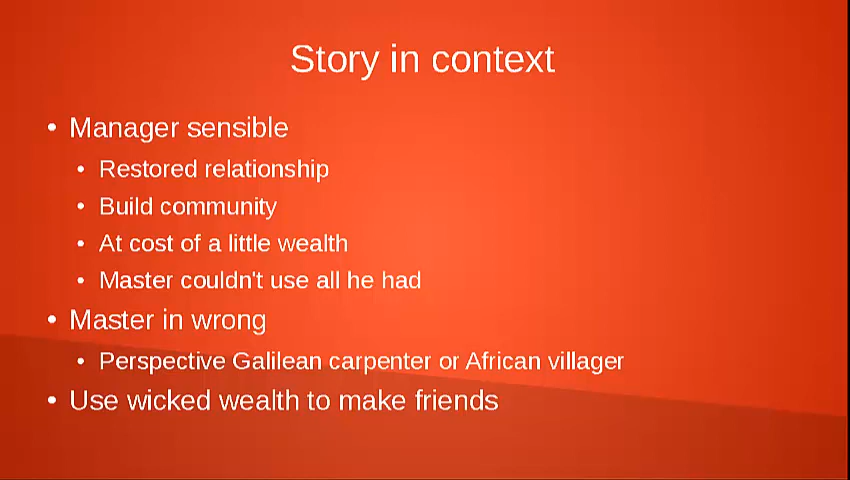 Story in context
• Manager sensible
• Restored relationship
• Build community
• At cost of a little wealth
• Master couldn't use all he had
• Master in wrong
• Perspective Galilean carpenter or African villager
• Use wicked wealth to make friends